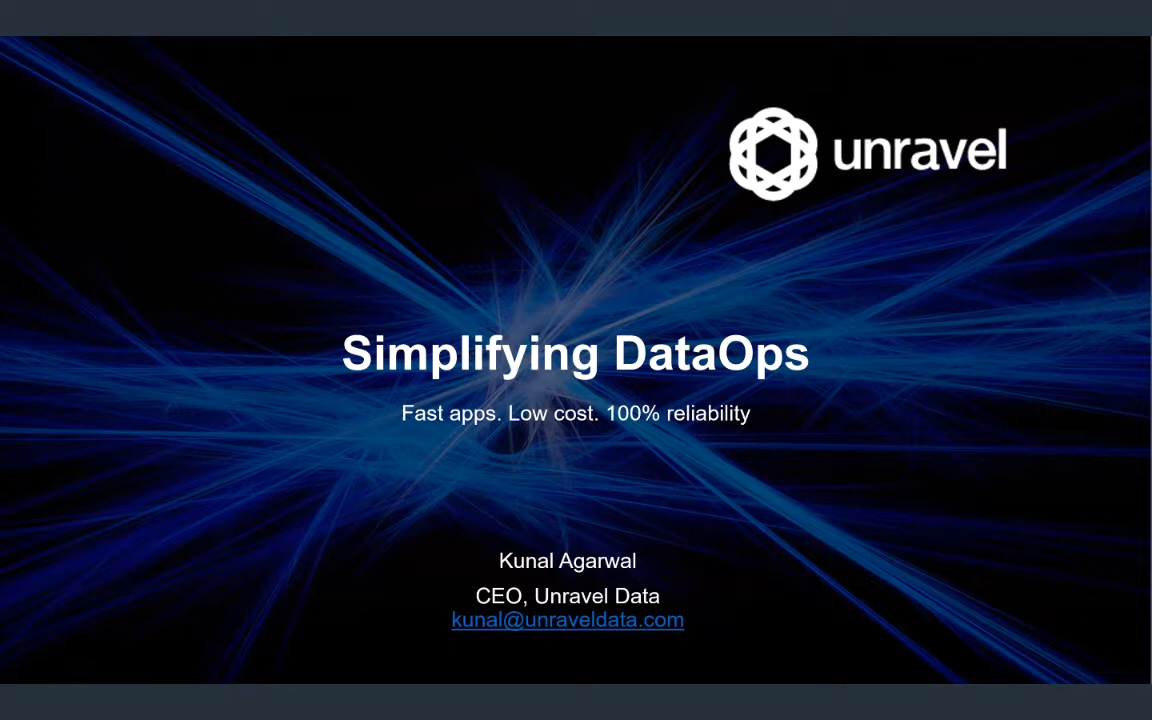 unravel
Simplifying DataOps
Fast apps. Low cost. 100% reliability
Kunal Agarwal
CEO, Unravel Data
kunal@unraveldata.com